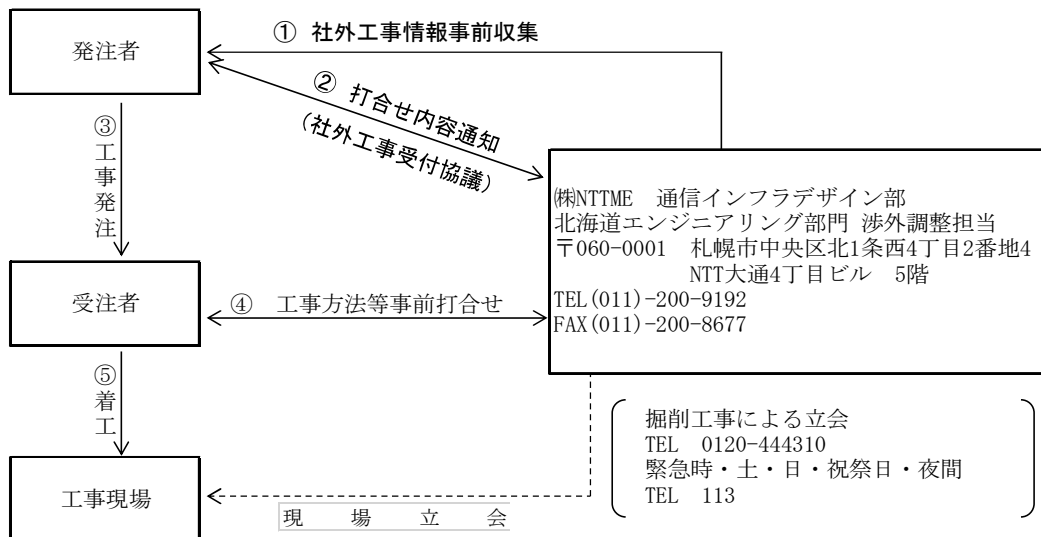 発注者
① 社外工事情報事前収集
② 打合せ内容通知
(社外工事受付協議)
③工事発注
㈱NTTME 通信インフラデザイン部
北海道エンジニアリング部門 渉外調整担当
〒060-0001 札幌市中央区北1条西4丁目2番地4
NTT大通4丁目ビル 5階
TEL(011)-200-9192
FAX(011)-200-8677
受注者
④ 工事方法等事前打合せ
⑤着工
掘削工事による立会
TEL 0120-444310
緊急時・土・日・祝祭日・夜間
TEL 113
工事現場
現 場 立 会